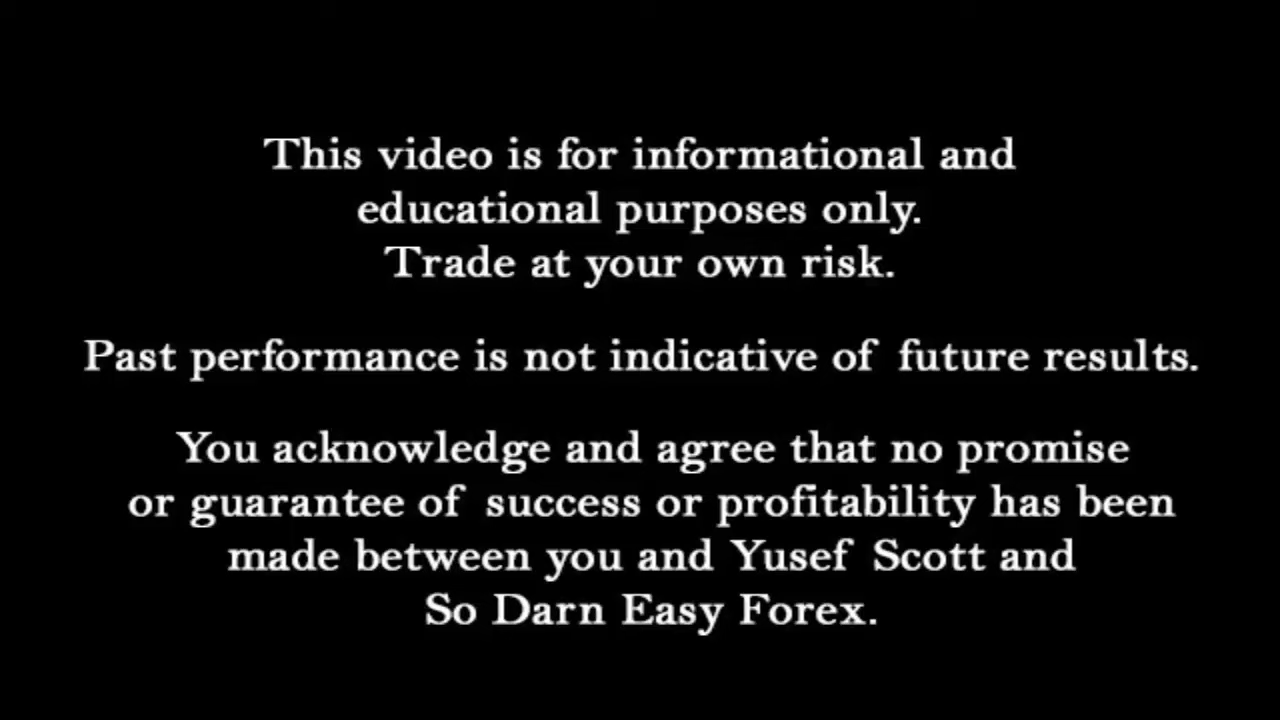 This video is for informational and
educational purposes only.
Trade at your own risk.
Past performance is not indicative of future results.
You acknowledge and agree that no promise
or guarantee of success or profitability has been
made between you and Yusef Scott and
So Darn Easy Forex.